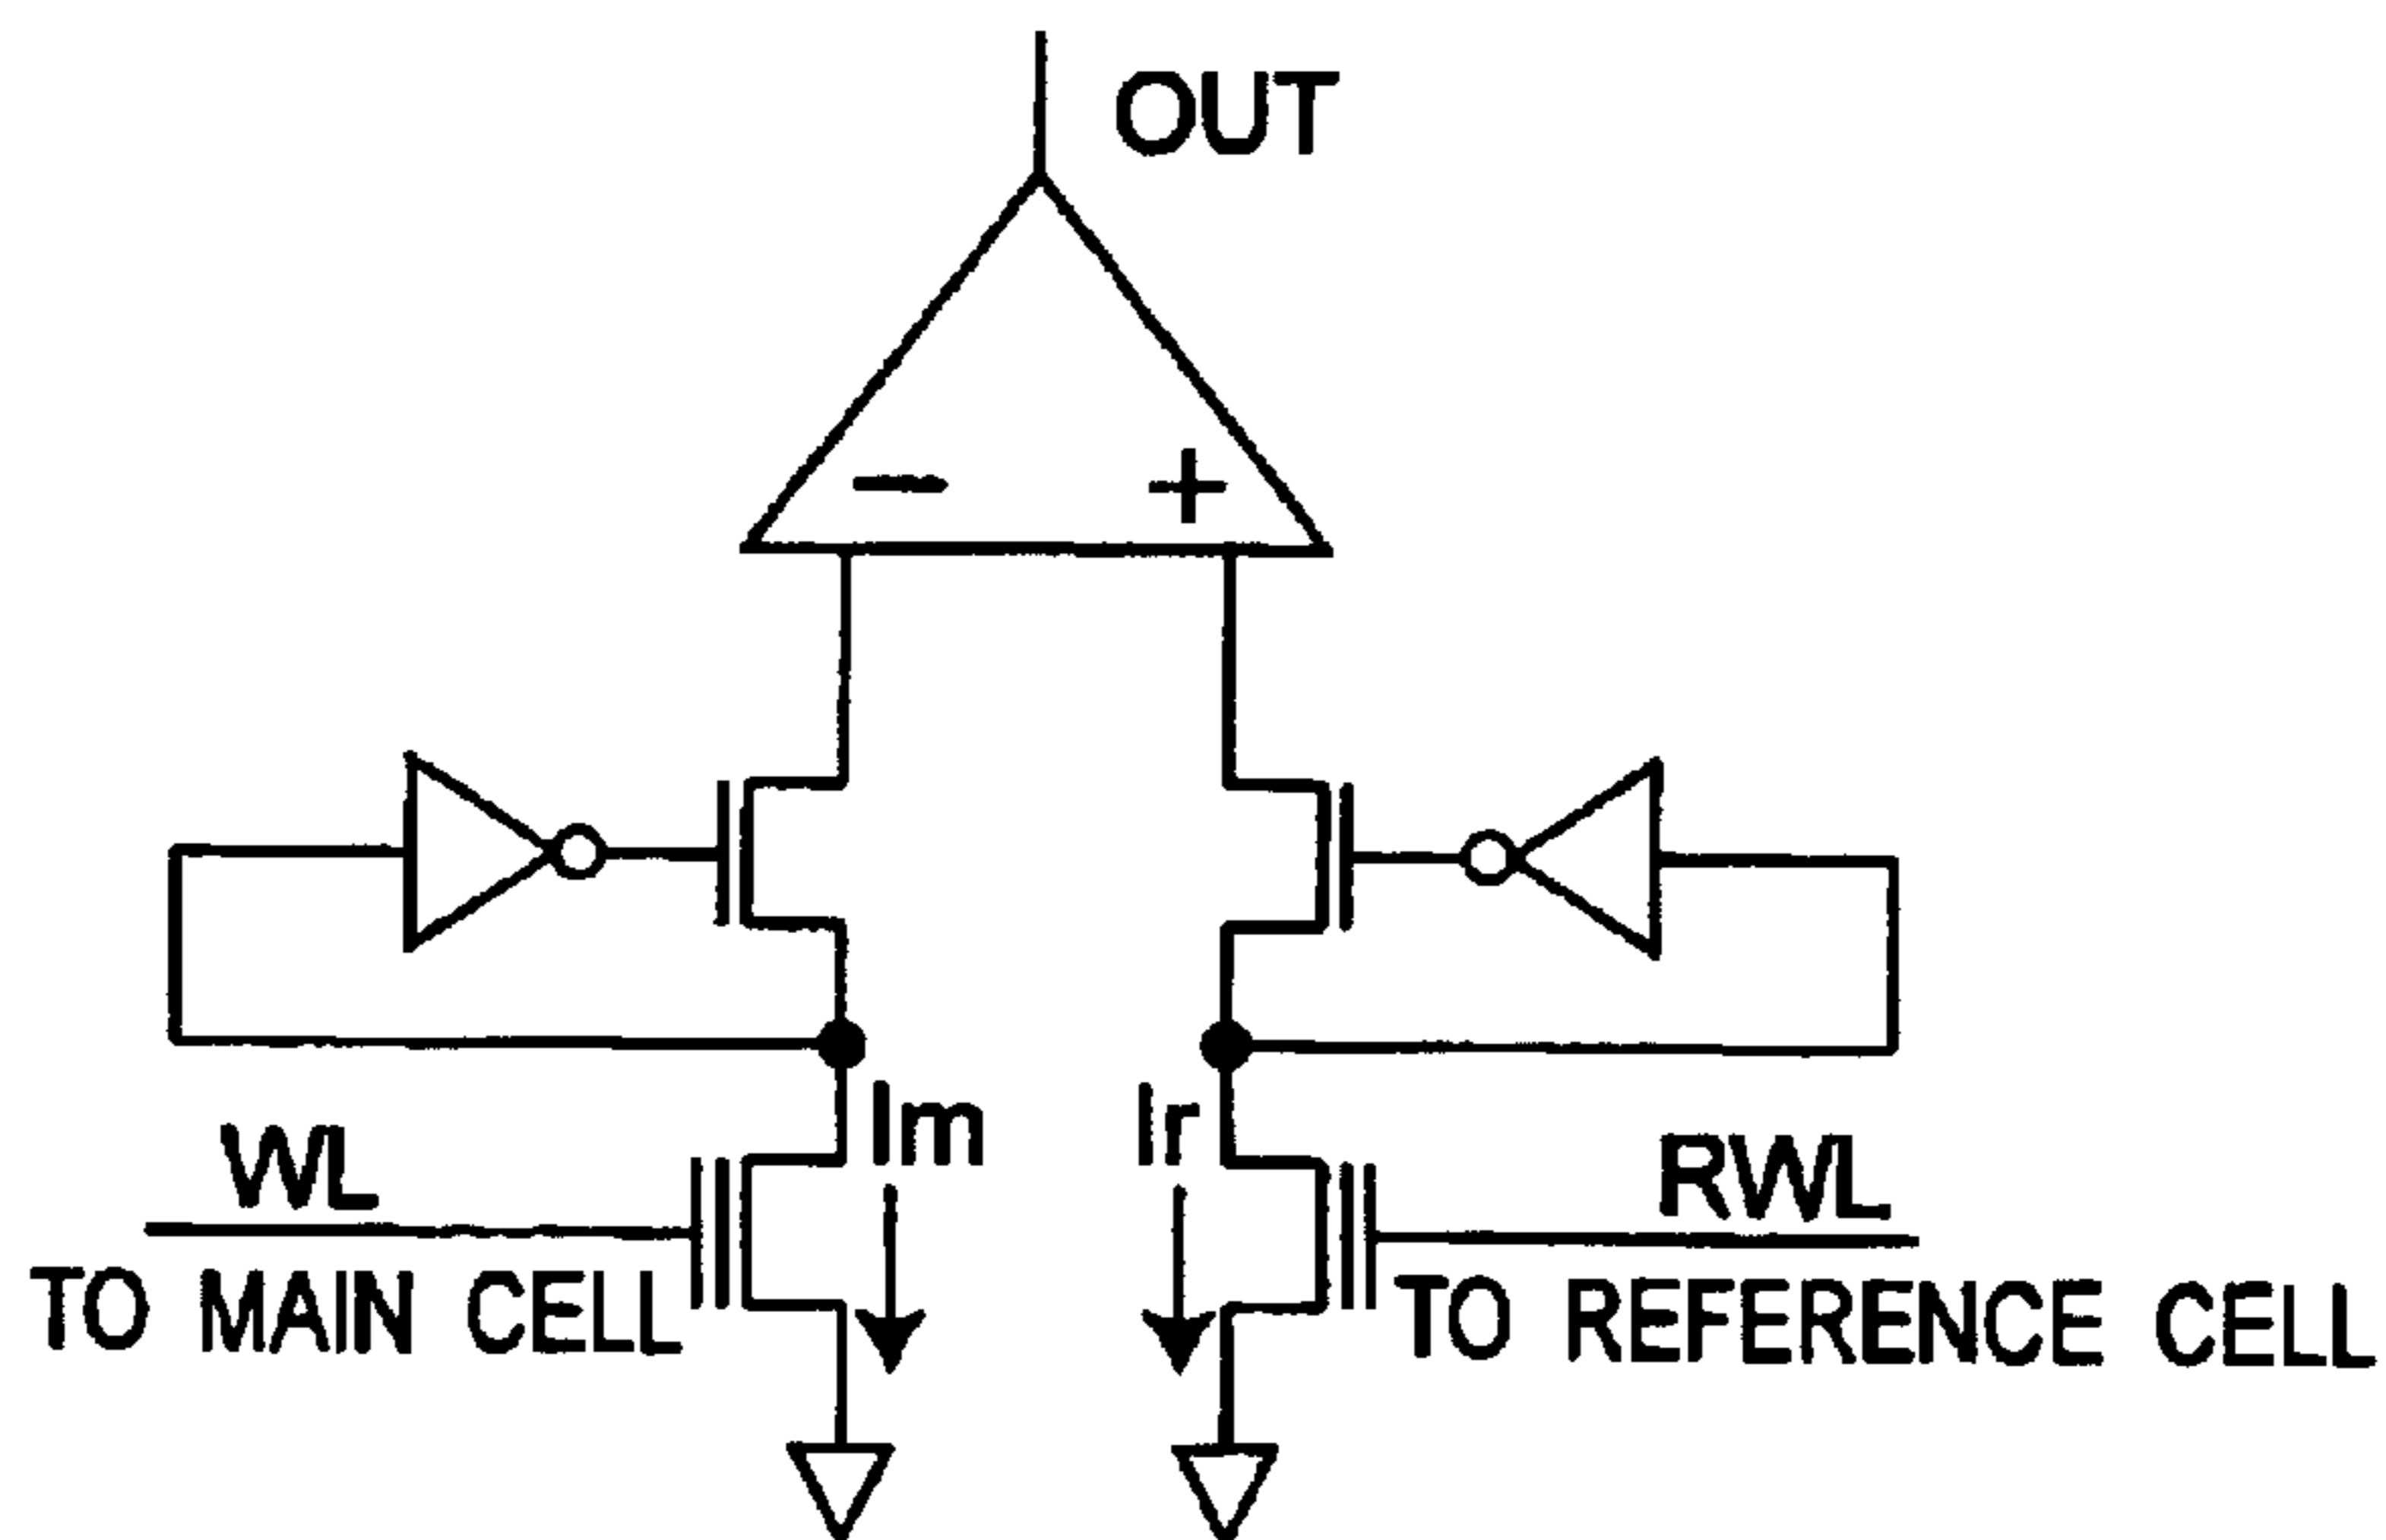 OUT
− +
Im Ir
WL RWL
TO MAIN CELL TO REFERENCE CELL